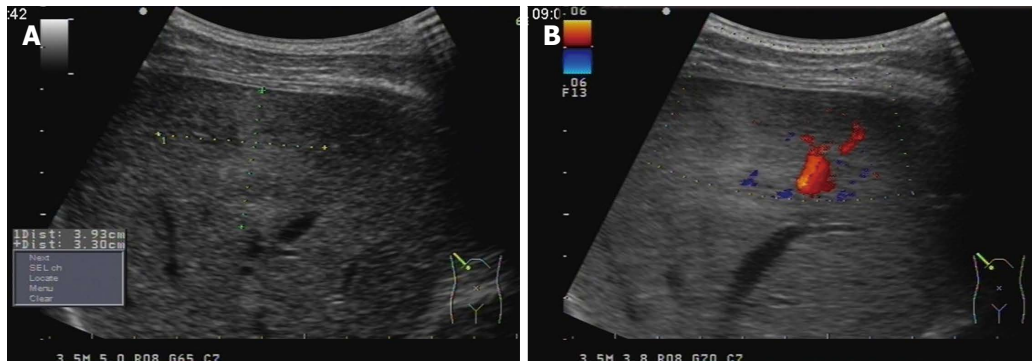 :42
A
1
1Dist: 3.93cm
+Dist: 3.30cm
Next
SEL ch
Locate
Menu
Clear
3.5M 5.0 R08 G65 C7
09:0
B
.06
.06
F13
3.5M 3.8 R08 G70 C7